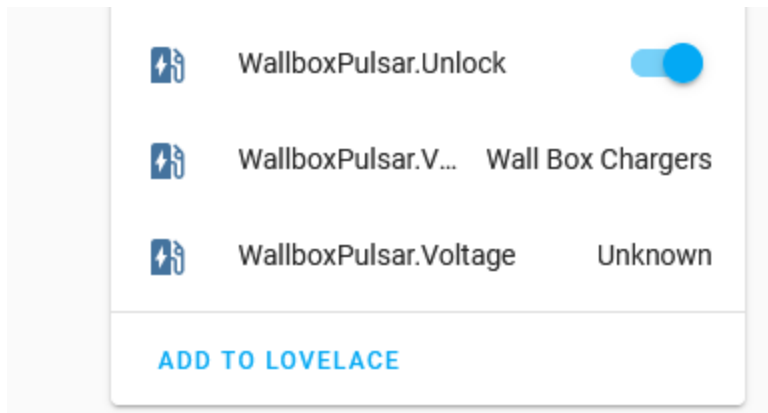 WallboxPulsar.Unlock
WallboxPulsar.V... Wall Box Chargers
WallboxPulsar.Voltage Unknown
ADD TO LOVELACE